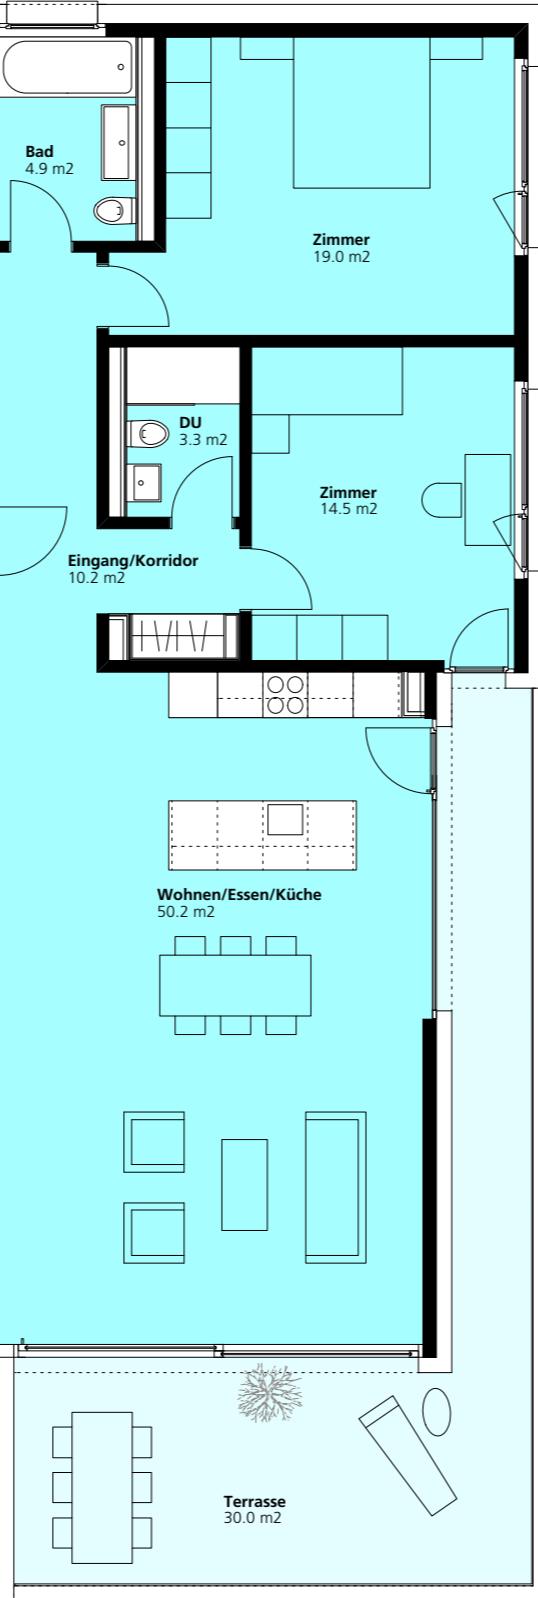 Bad
4.9 m2
Zimmer
19.0 m2
DU
3.3 m2
Zimmer
14.5 m2
Eingang/Korridor
10.2 m2
Wohnen/Essen/Küche
50.2 m2
Terrasse
30.0 m2